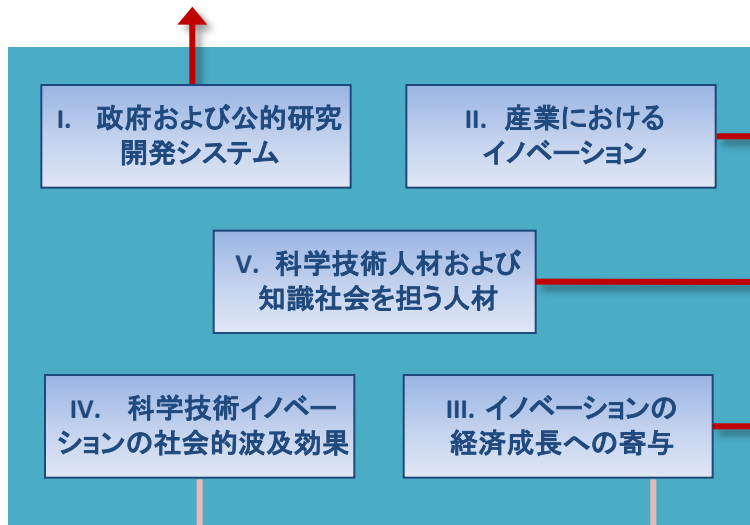 I. 政府および公的研究
開発システム
II. 産業における
イノベーション
V. 科学技術人材および
知識社会を担う人材
IV. 科学技術イノベー
ションの社会的波及効果
III. イノベーションの
経済成長への寄与